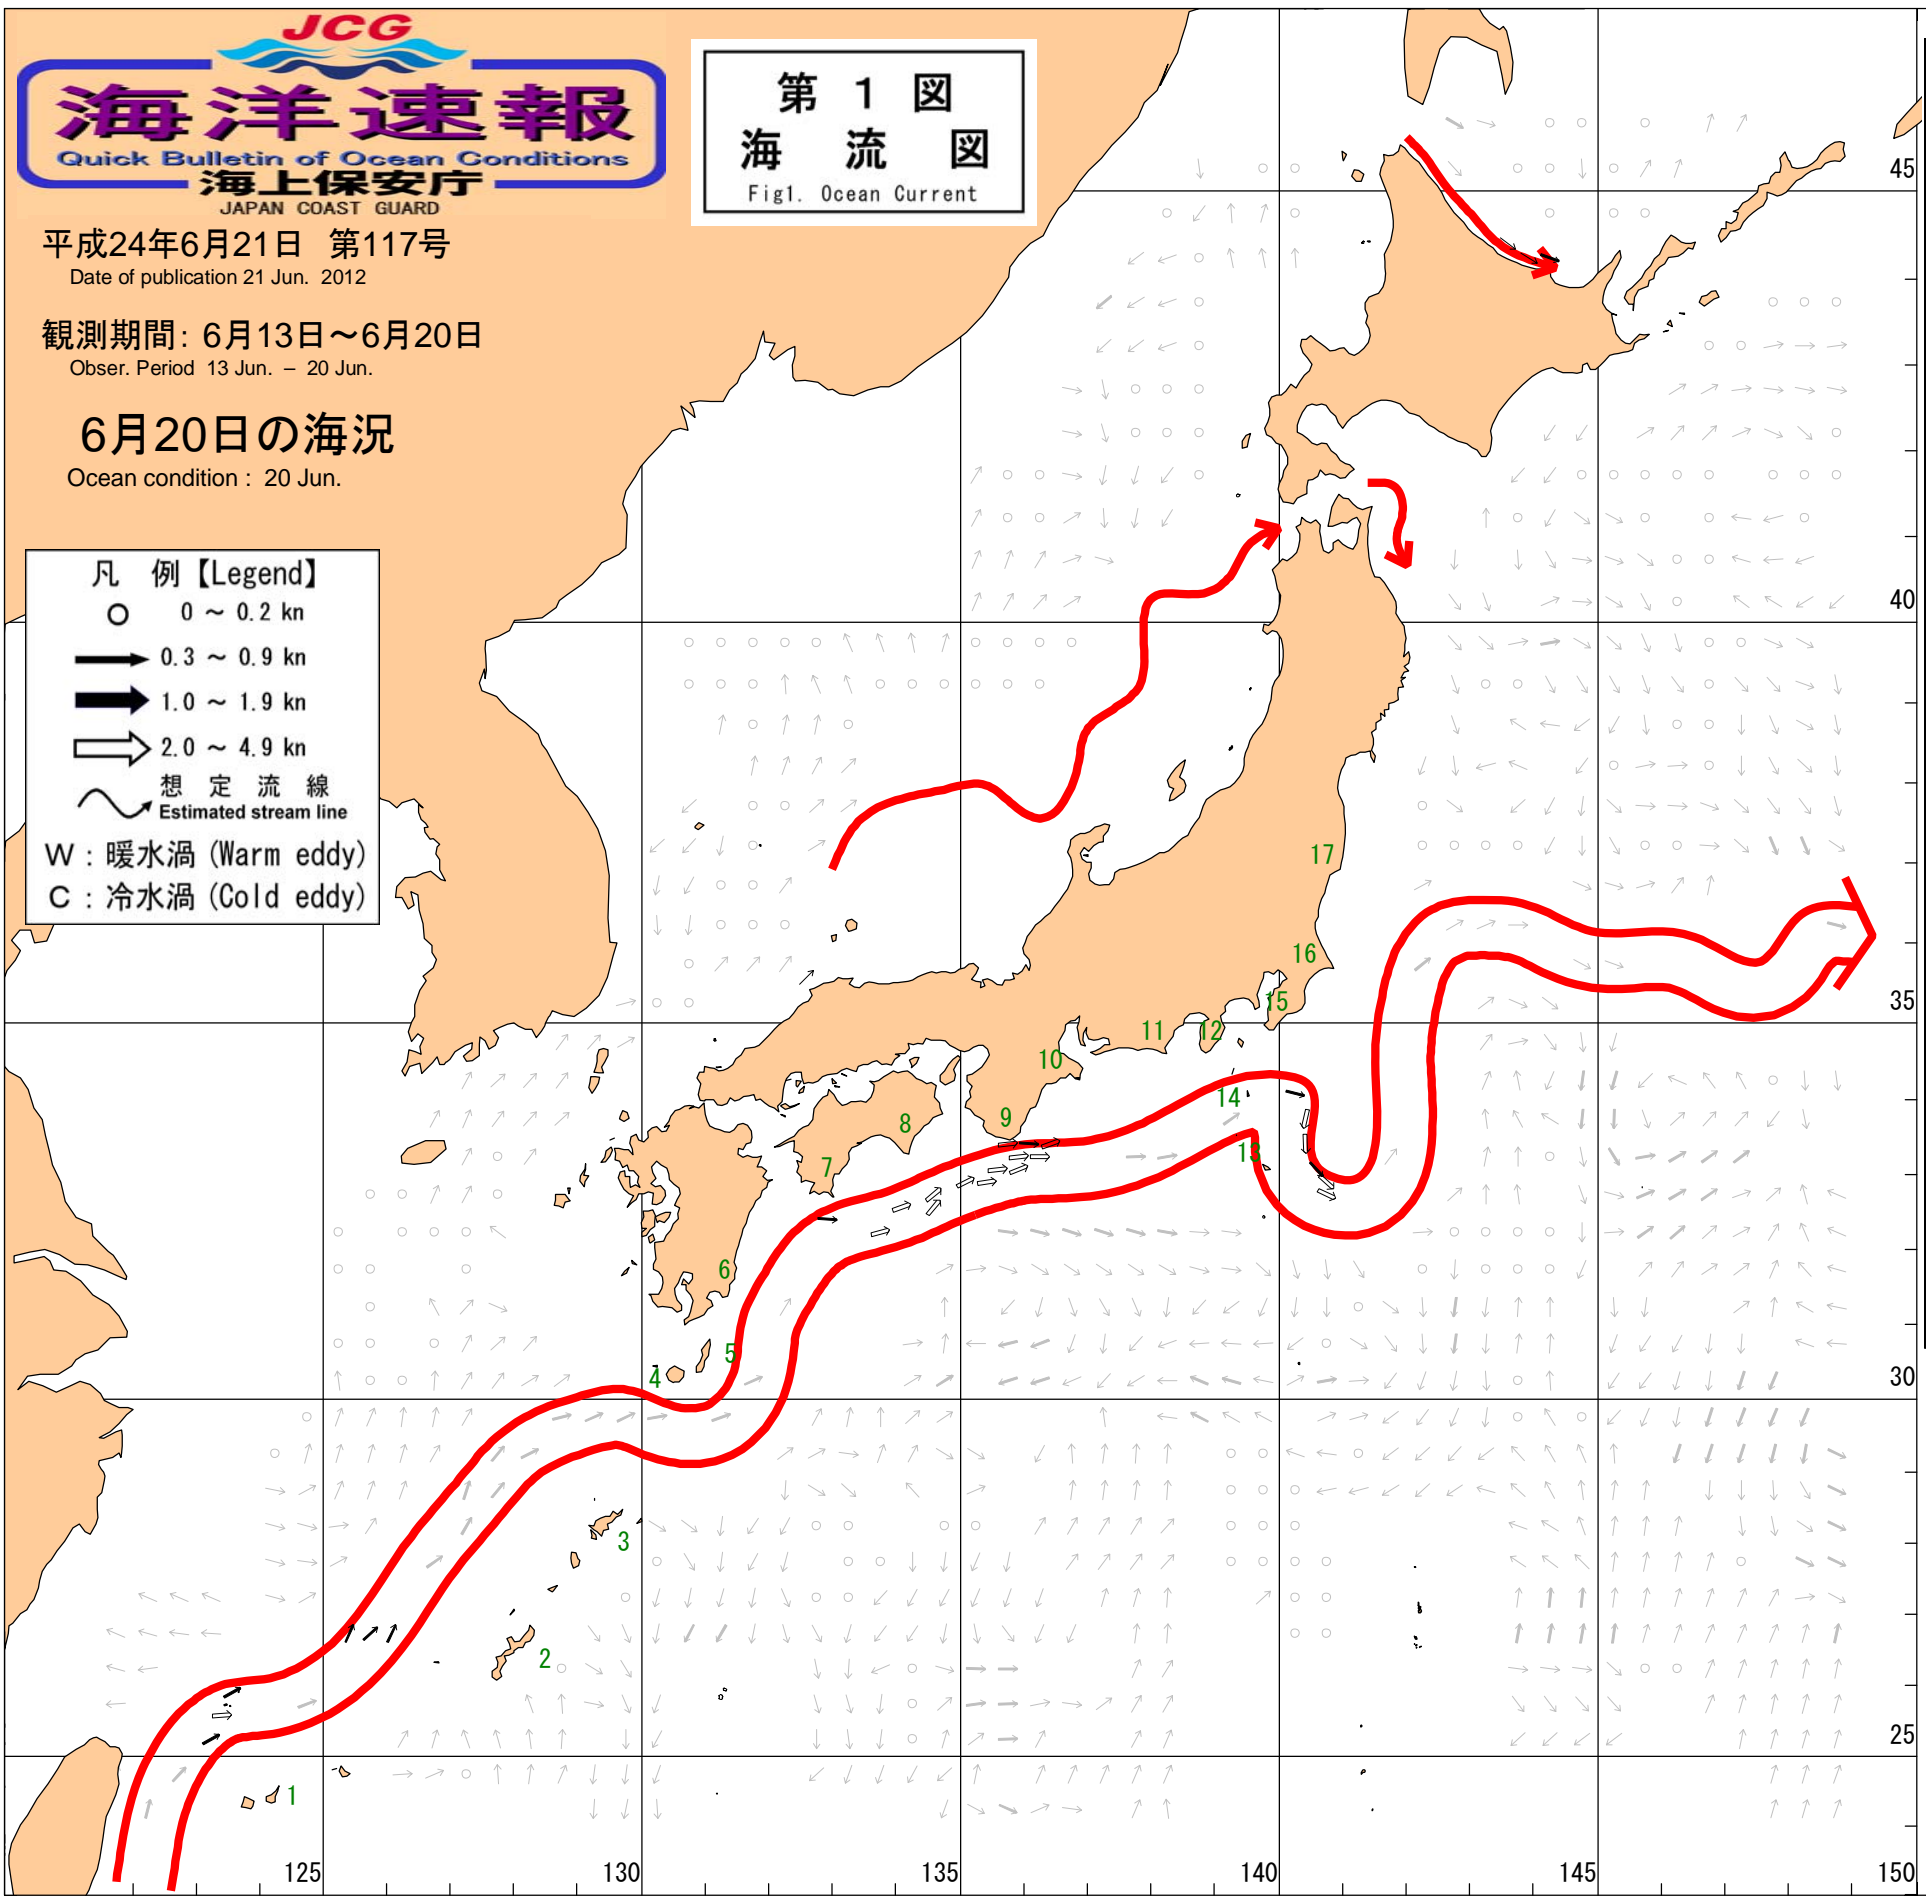 JCG
海洋速報
Quick Bulletin of Ocean Conditions
海上保安庁
JAPAN COAST GUARD
第 1 図
海 流 図
Fig1. Ocean Current
平成24年6月21日 第117号
Date of publication 21 Jun. 2012
観測期間: 6月13日～6月20日
Obser. Period 13 Jun. – 20 Jun.
6月20日の海況
Ocean condition : 20 Jun.
凡 例【Legend】
0 ～ 0.2 kn
0.3 ～ 0.9 kn
1.0 ～ 1.9 kn
2.0 ～ 4.9 kn
想 定 流 線
Estimated stream line
W : 暖水渦 (Warm eddy)
C : 冷水渦 (Cold eddy)
45
40
17
16
35
15
12
11
10
14
9
8
13
7
6
5
4
30
3
2
25
1
125
130
135
140
145
150